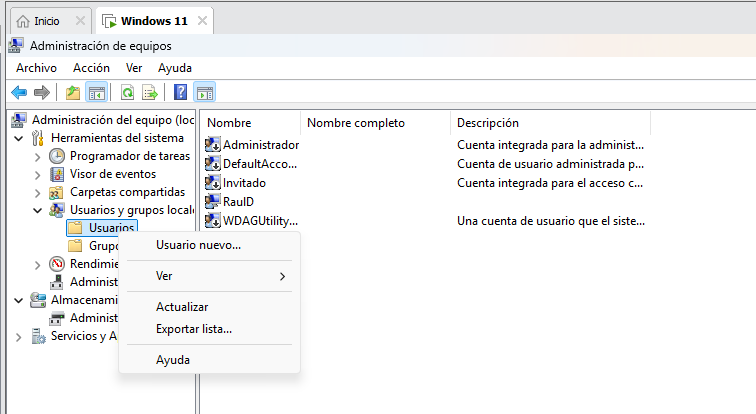 Inicio
Windows 11
Administración de equipos
Archivo Acción Ver Ayuda
Administración del equipo (loc
Herramientas del sistema
Programador de tareas
Visor de eventos
Carpetas compartidas
Usuarios y grupos locale
Usuarios
Grupo
Rendimie
Administ
Almacenami
Administ
Servicios y A
Nombre Nombre completo Descripción
Administrador Cuenta integrada para la administ...
DefaultAcco... Cuenta de usuario administrada p...
Invitado Cuenta integrada para el acceso c...
RaulD
WDAGUtility... Una cuenta de usuario que el siste...
Usuario nuevo...
Ver
Actualizar
Exportar lista...
Ayuda